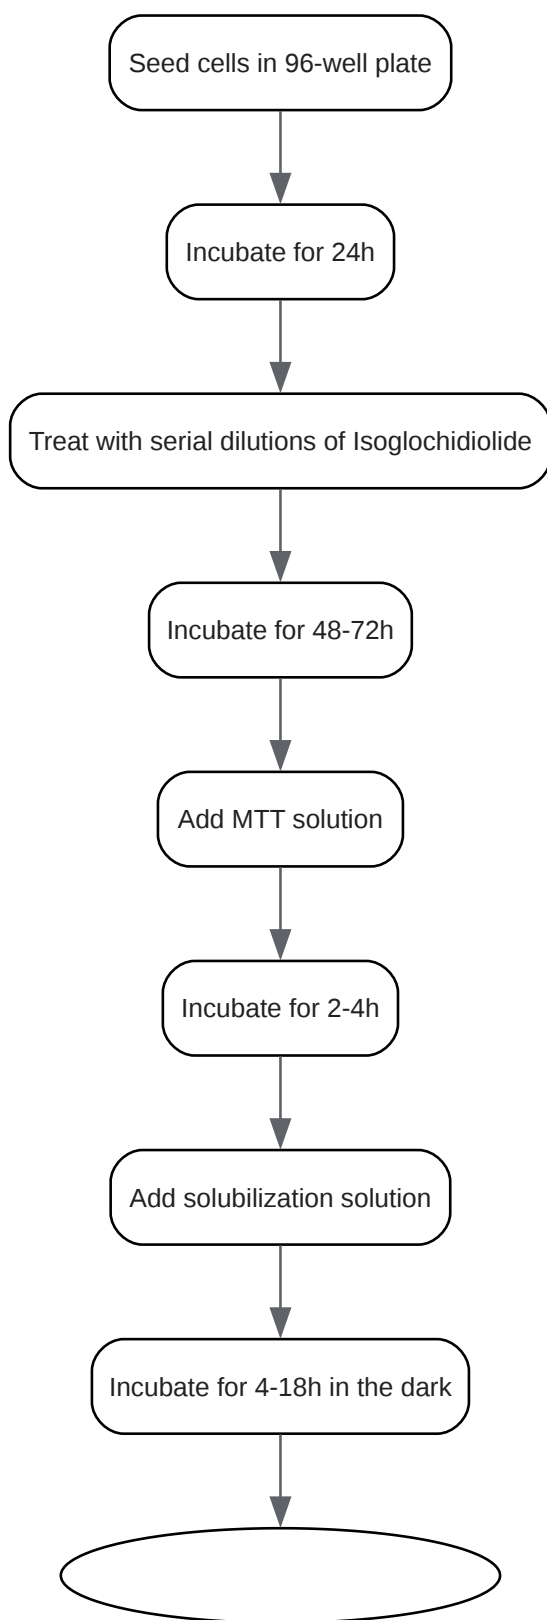 Seed cells in 96-well plate
Incubate for 24h
Treat with serial dilutions of Isoglochidiolide
Incubate for 48-72h
Add MTT solution
Incubate for 2-4h
Add solubilization solution
Incubate for 4-18h in the dark